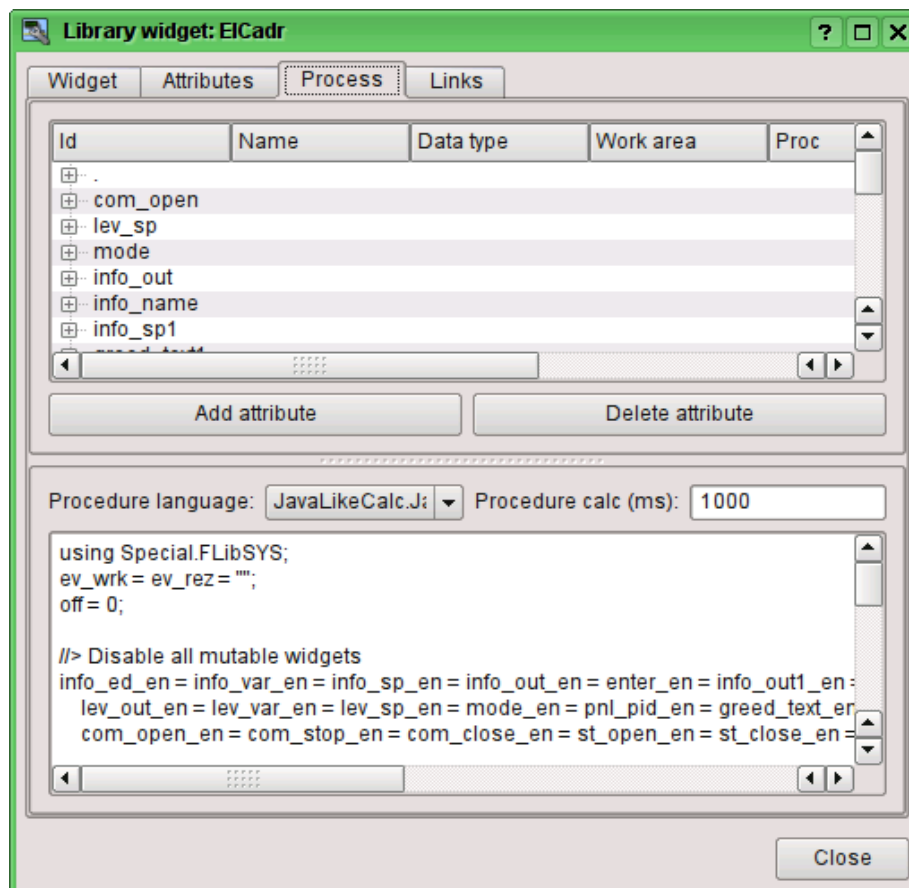 Library widget: ElCadr
Widget Attributes Process Links
Id Name Data type Work area Proc
.
com_open
lev_sp
mode
info_out
info_name
info_sp1
Add attribute Delete attribute
Procedure language: JavaLikeCalc.Ja Procedure calc (ms): 1000
using Special.FLibSYS;
ev_wrk = ev_rez = "";
off = 0;
//> Disable all mutable widgets
info_ed_en = info_var_en = info_sp_en = info_out_en = enter_en = info_out1_en =
lev_out_en = lev_var_en = lev_sp_en = mode_en = pnl_pid_en = greed_text_en
com_open_en = com_stop_en = com_close_en = st_open_en = st_close_en =
Close